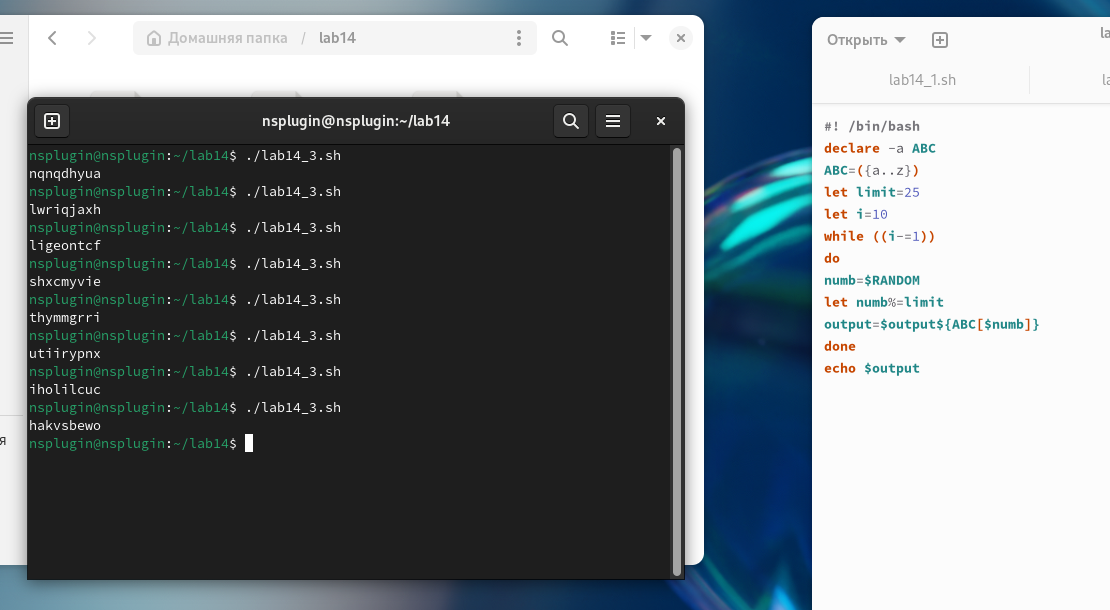 Домашняя папка / lab14
nsplugin@nsplugin:~/lab14
nsplugin@nsplugin:~/lab14$ ./lab14_3.sh
nqnqdhyua
nsplugin@nsplugin:~/lab14$ ./lab14_3.sh
lwriqjaxh
nsplugin@nsplugin:~/lab14$ ./lab14_3.sh
ligeontcf
nsplugin@nsplugin:~/lab14$ ./lab14_3.sh
shxcmyvie
nsplugin@nsplugin:~/lab14$ ./lab14_3.sh
thymmgrri
nsplugin@nsplugin:~/lab14$ ./lab14_3.sh
utiirypnx
nsplugin@nsplugin:~/lab14$ ./lab14_3.sh
iholilcuc
nsplugin@nsplugin:~/lab14$ ./lab14_3.sh
hakvsbewo
nsplugin@nsplugin:~/lab14$
я
Открыть
la
lab14_1.sh
la
#! /bin/bash
declare -a ABC
ABC=({a..z})
let limit=25
let i=10
while ((i-=1))
do
numb=$RANDOM
let numb%=limit
output=$output${ABC[$numb]}
done
echo $output